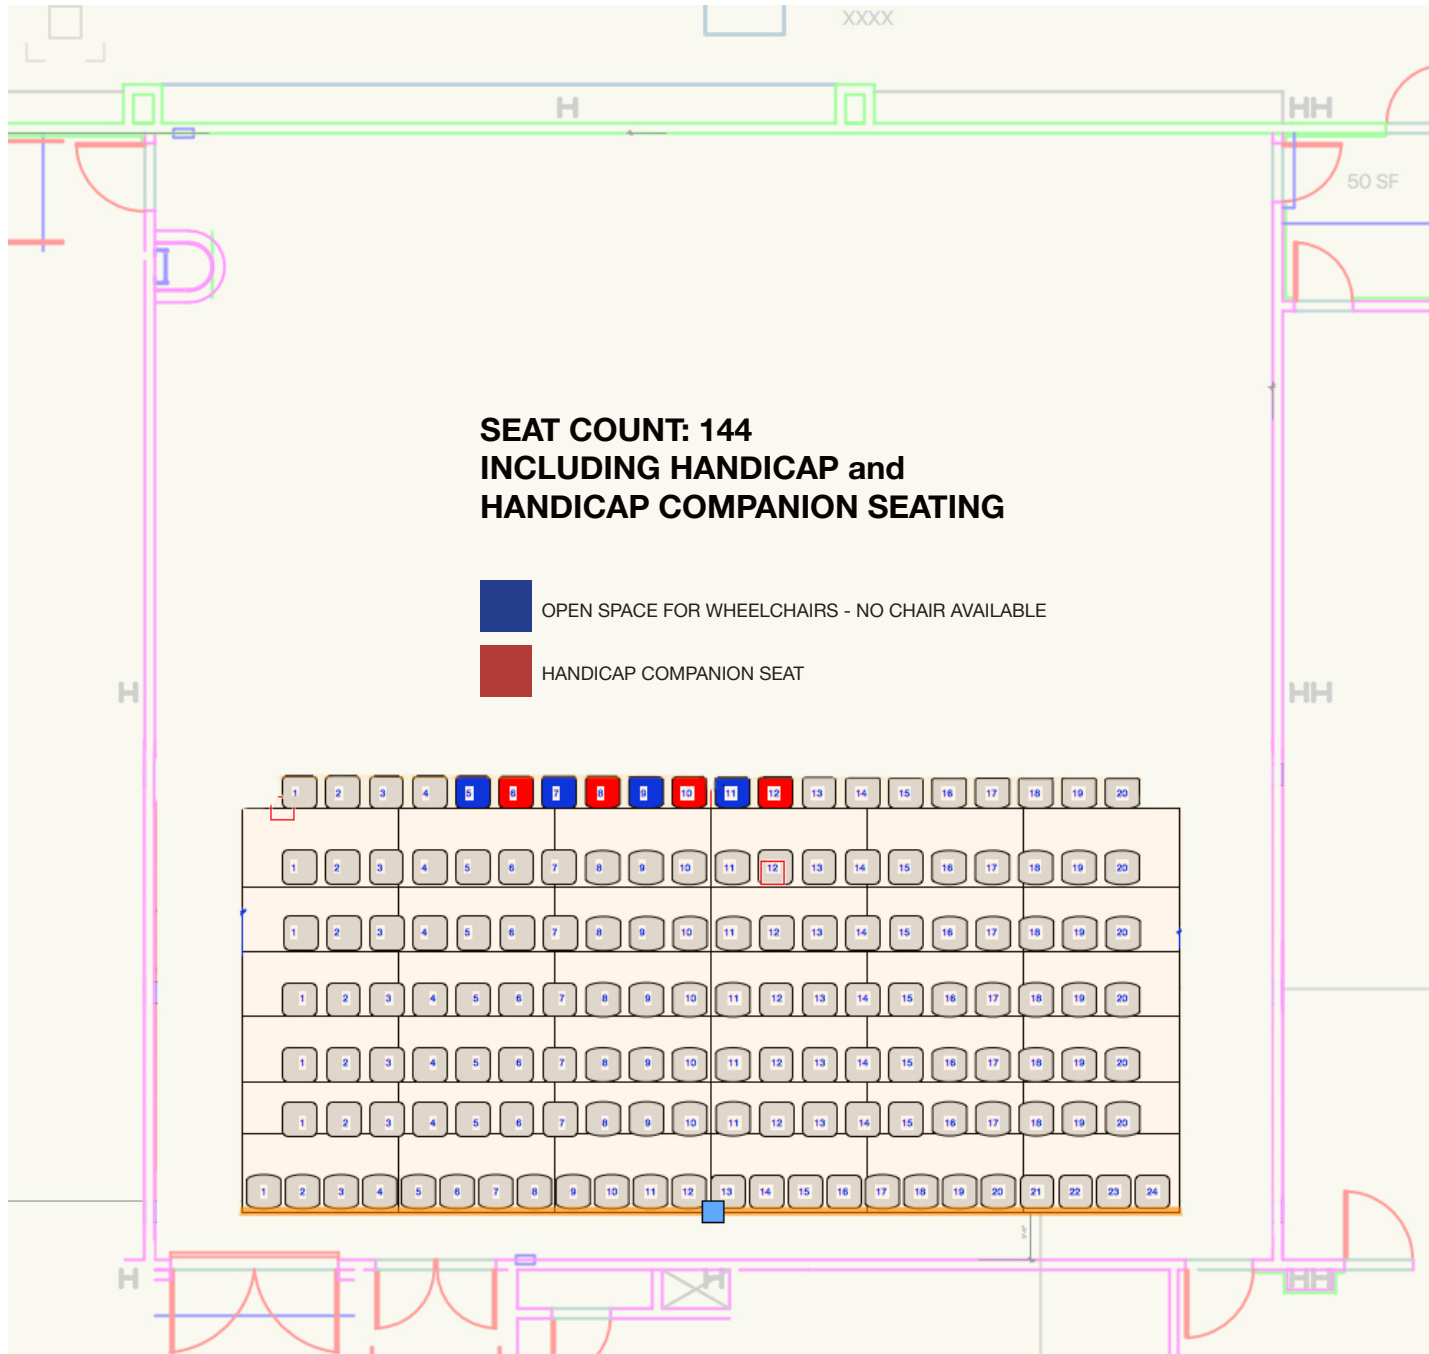 XXXX
H HH
50 SF
SEAT COUNT: 144
INCLUDING HANDICAP and
HANDICAP COMPANION SEATING
OPEN SPACE FOR WHEELCHAIRS - NO CHAIR AVAILABLE
HANDICAP COMPANION SEAT
H HH
1 2 3 4 5 6 7 8 9 10 11 12 13 14 15 16 17 18 19 20
1 2 3 4 5 6 7 8 9 10 11 12 13 14 15 16 17 18 19 20
1 2 3 4 5 6 7 8 9 10 11 12 13 14 15 16 17 18 19 20
1 2 3 4 5 6 7 8 9 10 11 12 13 14 15 16 17 18 19 20
1 2 3 4 5 6 7 8 9 10 11 12 13 14 15 16 17 18 19 20
1 2 3 4 5 6 7 8 9 10 11 12 13 14 15 16 17 18 19 20
1 2 3 4 5 6 7 8 9 10 11 12 13 14 15 16 17 18 19 20 21 22 23 24
H H HH